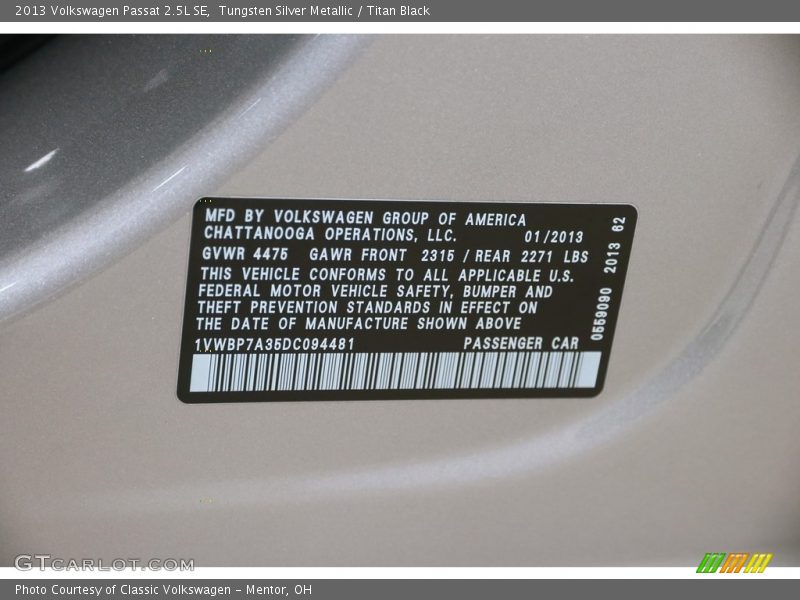 2013 Volkswagen Passat 2.5L SE,  Tungsten Silver Metallic / Titan Black
MFD BY VOLKSWAGEN GROUP OF AMERICA
CHATTANOOGA OPERATIONS, LLC. 01/2013
GVWR 4475 GAWR FRONT 2315 / REAR 2271 LBS
THIS VEHICLE CONFORMS TO ALL APPLICABLE U.S.
FEDERAL MOTOR VEHICLE SAFETY, BUMPER AND
THEFT PREVENTION STANDARDS IN EFFECT ON
THE DATE OF MANUFACTURE SHOWN ABOVE
1VWBP7A35DC094481 PASSENGER CAR
0559090 2013 62
GTCARLOT.COM
Photo Courtesy of Classic Volkswagen - Mentor, OH